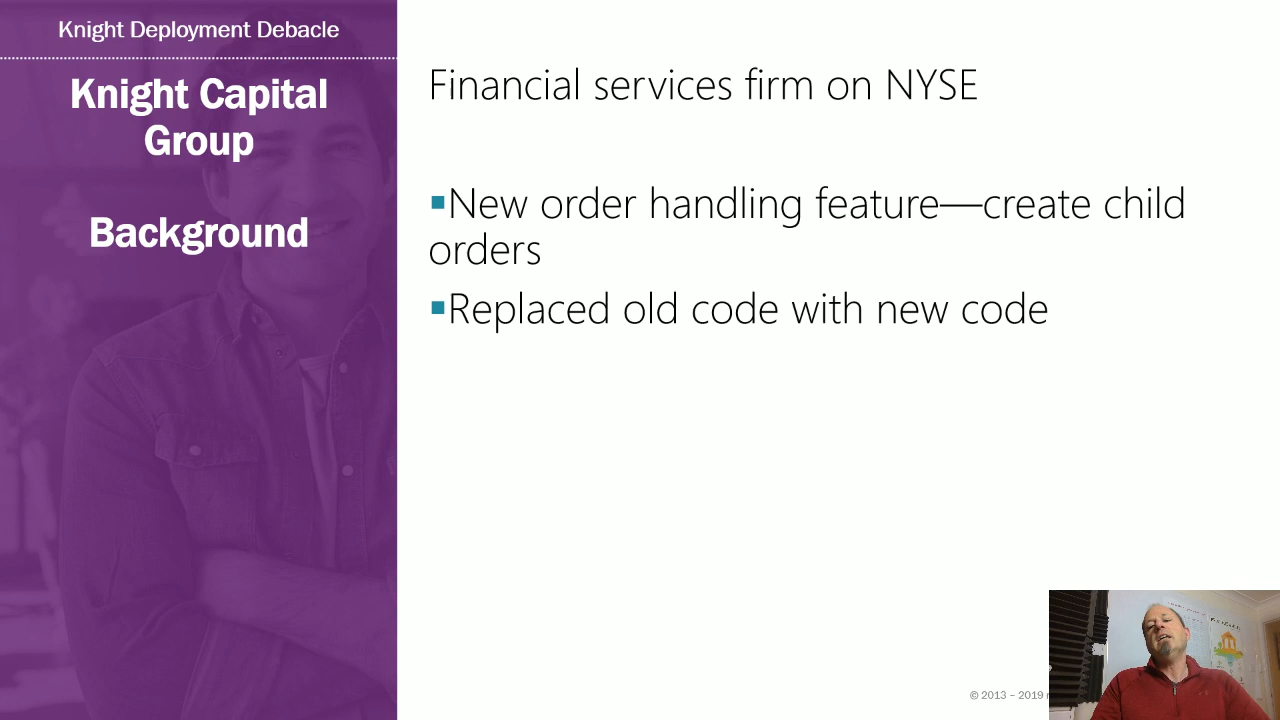 Knight Deployment Debacle
Knight Capital
Group
Background
Financial services firm on NYSE
▪New order handling feature—create child
orders
▪Replaced old code with new code
© 2013 – 2019